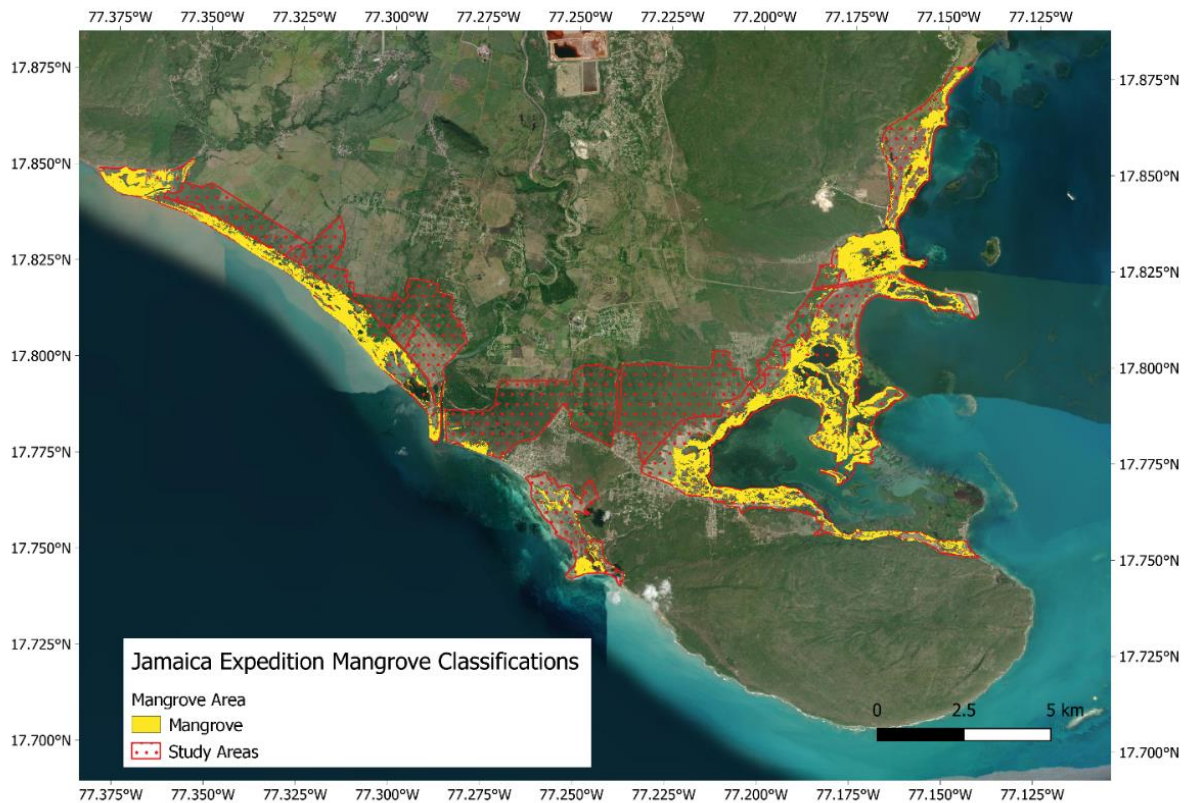 77.375°W 77.350°W 77.325°W 77.300°W 77.275°W 77.250°W 77.225°W 77.200°W 77.175°W 77.150°W 77.125°W
17.875°N 17.875°N
17.850°N 17.850°N
17.825°N 17.825°N
17.800°N 17.800°N
17.775°N 17.775°N
17.750°N 17.750°N
17.725°N 17.725°N
17.700°N 17.700°N
Jamaica Expedition Mangrove Classifications
Mangrove Area
Mangrove
Study Areas
0 2.5 5 km
77.375°W 77.350°W 77.325°W 77.300°W 77.275°W 77.250°W 77.225°W 77.200°W 77.175°W 77.150°W 77.125°W